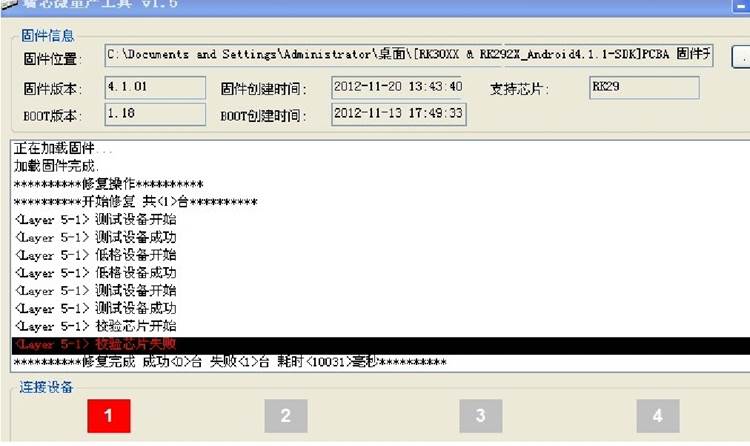 瑞芯微量产工具 v1.6
固件信息
固件位置: C:\Documents and Settings\Administrator\桌面\[RK30XX & RK292X_Android4.1.1-SDK]PCBA 固件升
固件版本: 4.1.01 固件创建时间: 2012-11-20 13:43:40 支持芯片: RK29
BOOT版本: 1.18 BOOT创建时间: 2012-11-13 17:49:33
正在加载固件...
加载固件完成.
**********修复操作**********
**********开始修复 共<1>台**********
<Layer 5-1> 测试设备开始
<Layer 5-1> 测试设备成功
<Layer 5-1> 低格设备开始
<Layer 5-1> 低格设备成功
<Layer 5-1> 测试设备开始
<Layer 5-1> 测试设备成功
<Layer 5-1> 校验芯片开始
<Layer 5-1> 校验芯片失败
**********修复完成 成功<0>台 失败<1>台 耗时<10031>毫秒**********
连接设备
1 2 3 4